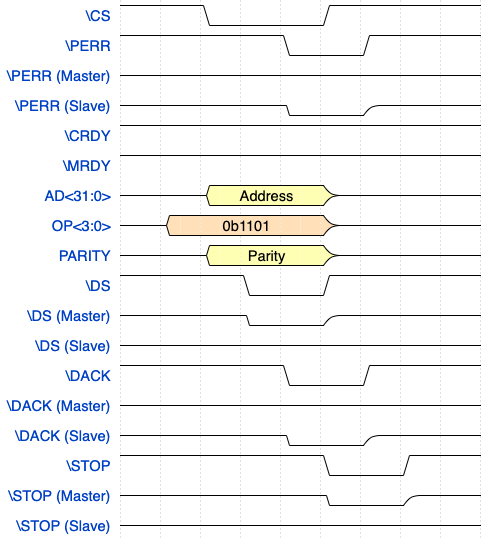 \CS
\PERR
\PERR (Master)
\PERR (Slave)
\CRDY
\MRDY
AD<31:0> Address
OP<3:0> 0b1101
PARITY Parity
\DS
\DS (Master)
\DS (Slave)
\DACK
\DACK (Master)
\DACK (Slave)
\STOP
\STOP (Master)
\STOP (Slave)